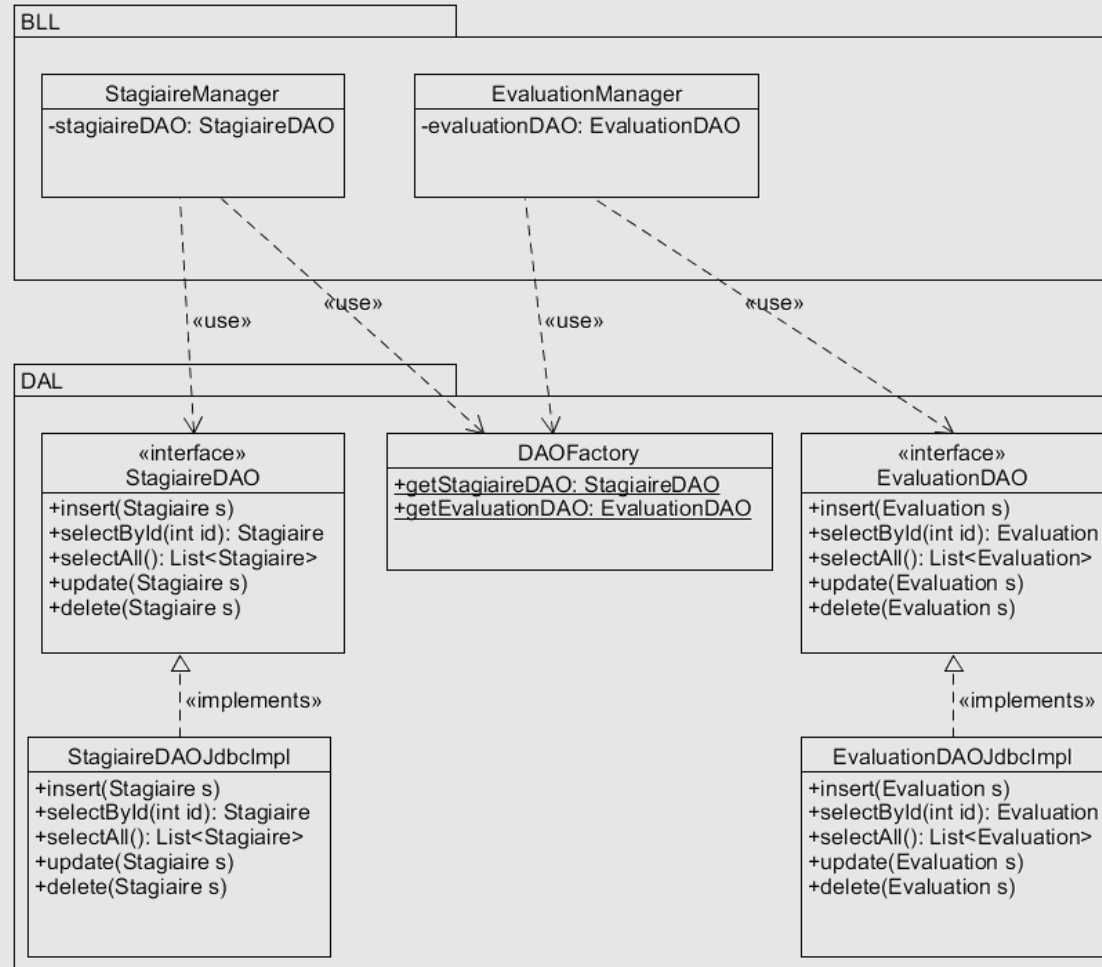 BLL
StagiaireManager
-stagiaireDAO: StagiaireDAO
EvaluationManager
-evaluationDAO: EvaluationDAO
«use»
«use»
«use»
«use»
DAL
«interface»
StagiaireDAO
+insert(Stagiaire s)
+selectById(int id): Stagiaire
+selectAll(): List<Stagiaire>
+update(Stagiaire s)
+delete(Stagiaire s)
DAOFactory
+getStagiaireDAO: StagiaireDAO
+getEvaluationDAO: EvaluationDAO
«interface»
EvaluationDAO
+insert(Evaluation s)
+selectById(int id): Evaluation
+selectAll(): List<Evaluation>
+update(Evaluation s)
+delete(Evaluation s)
«implements»
«implements»
StagiaireDAOJdbcImpl
+insert(Stagiaire s)
+selectById(int id): Stagiaire
+selectAll(): List<Stagiaire>
+update(Stagiaire s)
+delete(Stagiaire s)
EvaluationDAOJdbcImpl
+insert(Evaluation s)
+selectById(int id): Evaluation
+selectAll(): List<Evaluation>
+update(Evaluation s)
+delete(Evaluation s)